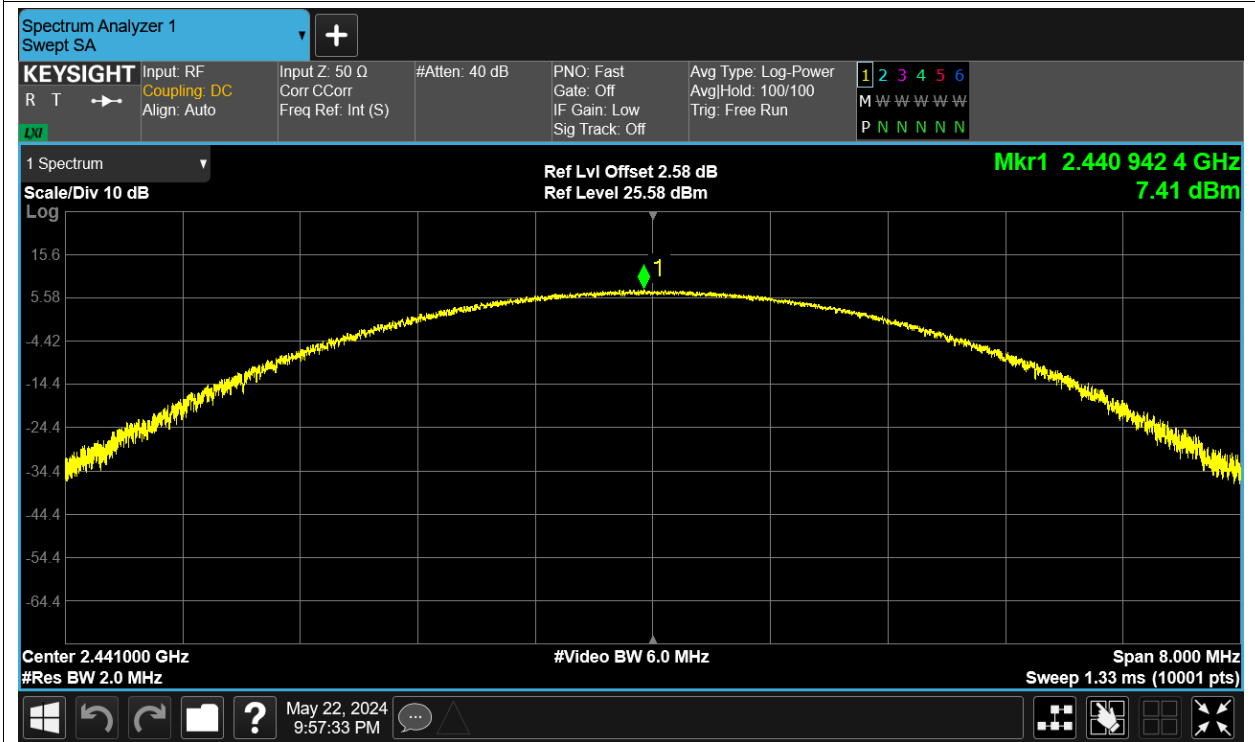 Spectrum Analyzer 1
Swept SA
+
KEYSIGHT
R T
LXI
Input: RF
Coupling: DC
Align: Auto
Input Z: 50 Ω
Corr CCorr
Freq Ref: Int (S)
#Atten: 40 dB
PNO: Fast
Gate: Off
IF Gain: Low
Sig Track: Off
Avg Type: Log-Power
Avg|Hold: 100/100
Trig: Free Run
1 2 3 4 5 6
M W W W W W
P N N N N N
1 Spectrum
Scale/Div 10 dB
Ref Lvl Offset 2.58 dB
Ref Level 25.58 dBm
Mkr1 2.440 942 4 GHz
7.41 dBm
Log
15.6
5.58
-4.42
-14.4
-24.4
-34.4
-44.4
-54.4
-64.4
1
Center 2.441000 GHz
#Res BW 2.0 MHz
#Video BW 6.0 MHz
Span 8.000 MHz
Sweep 1.33 ms (10001 pts)
?
May 22, 2024
9:57:33 PM